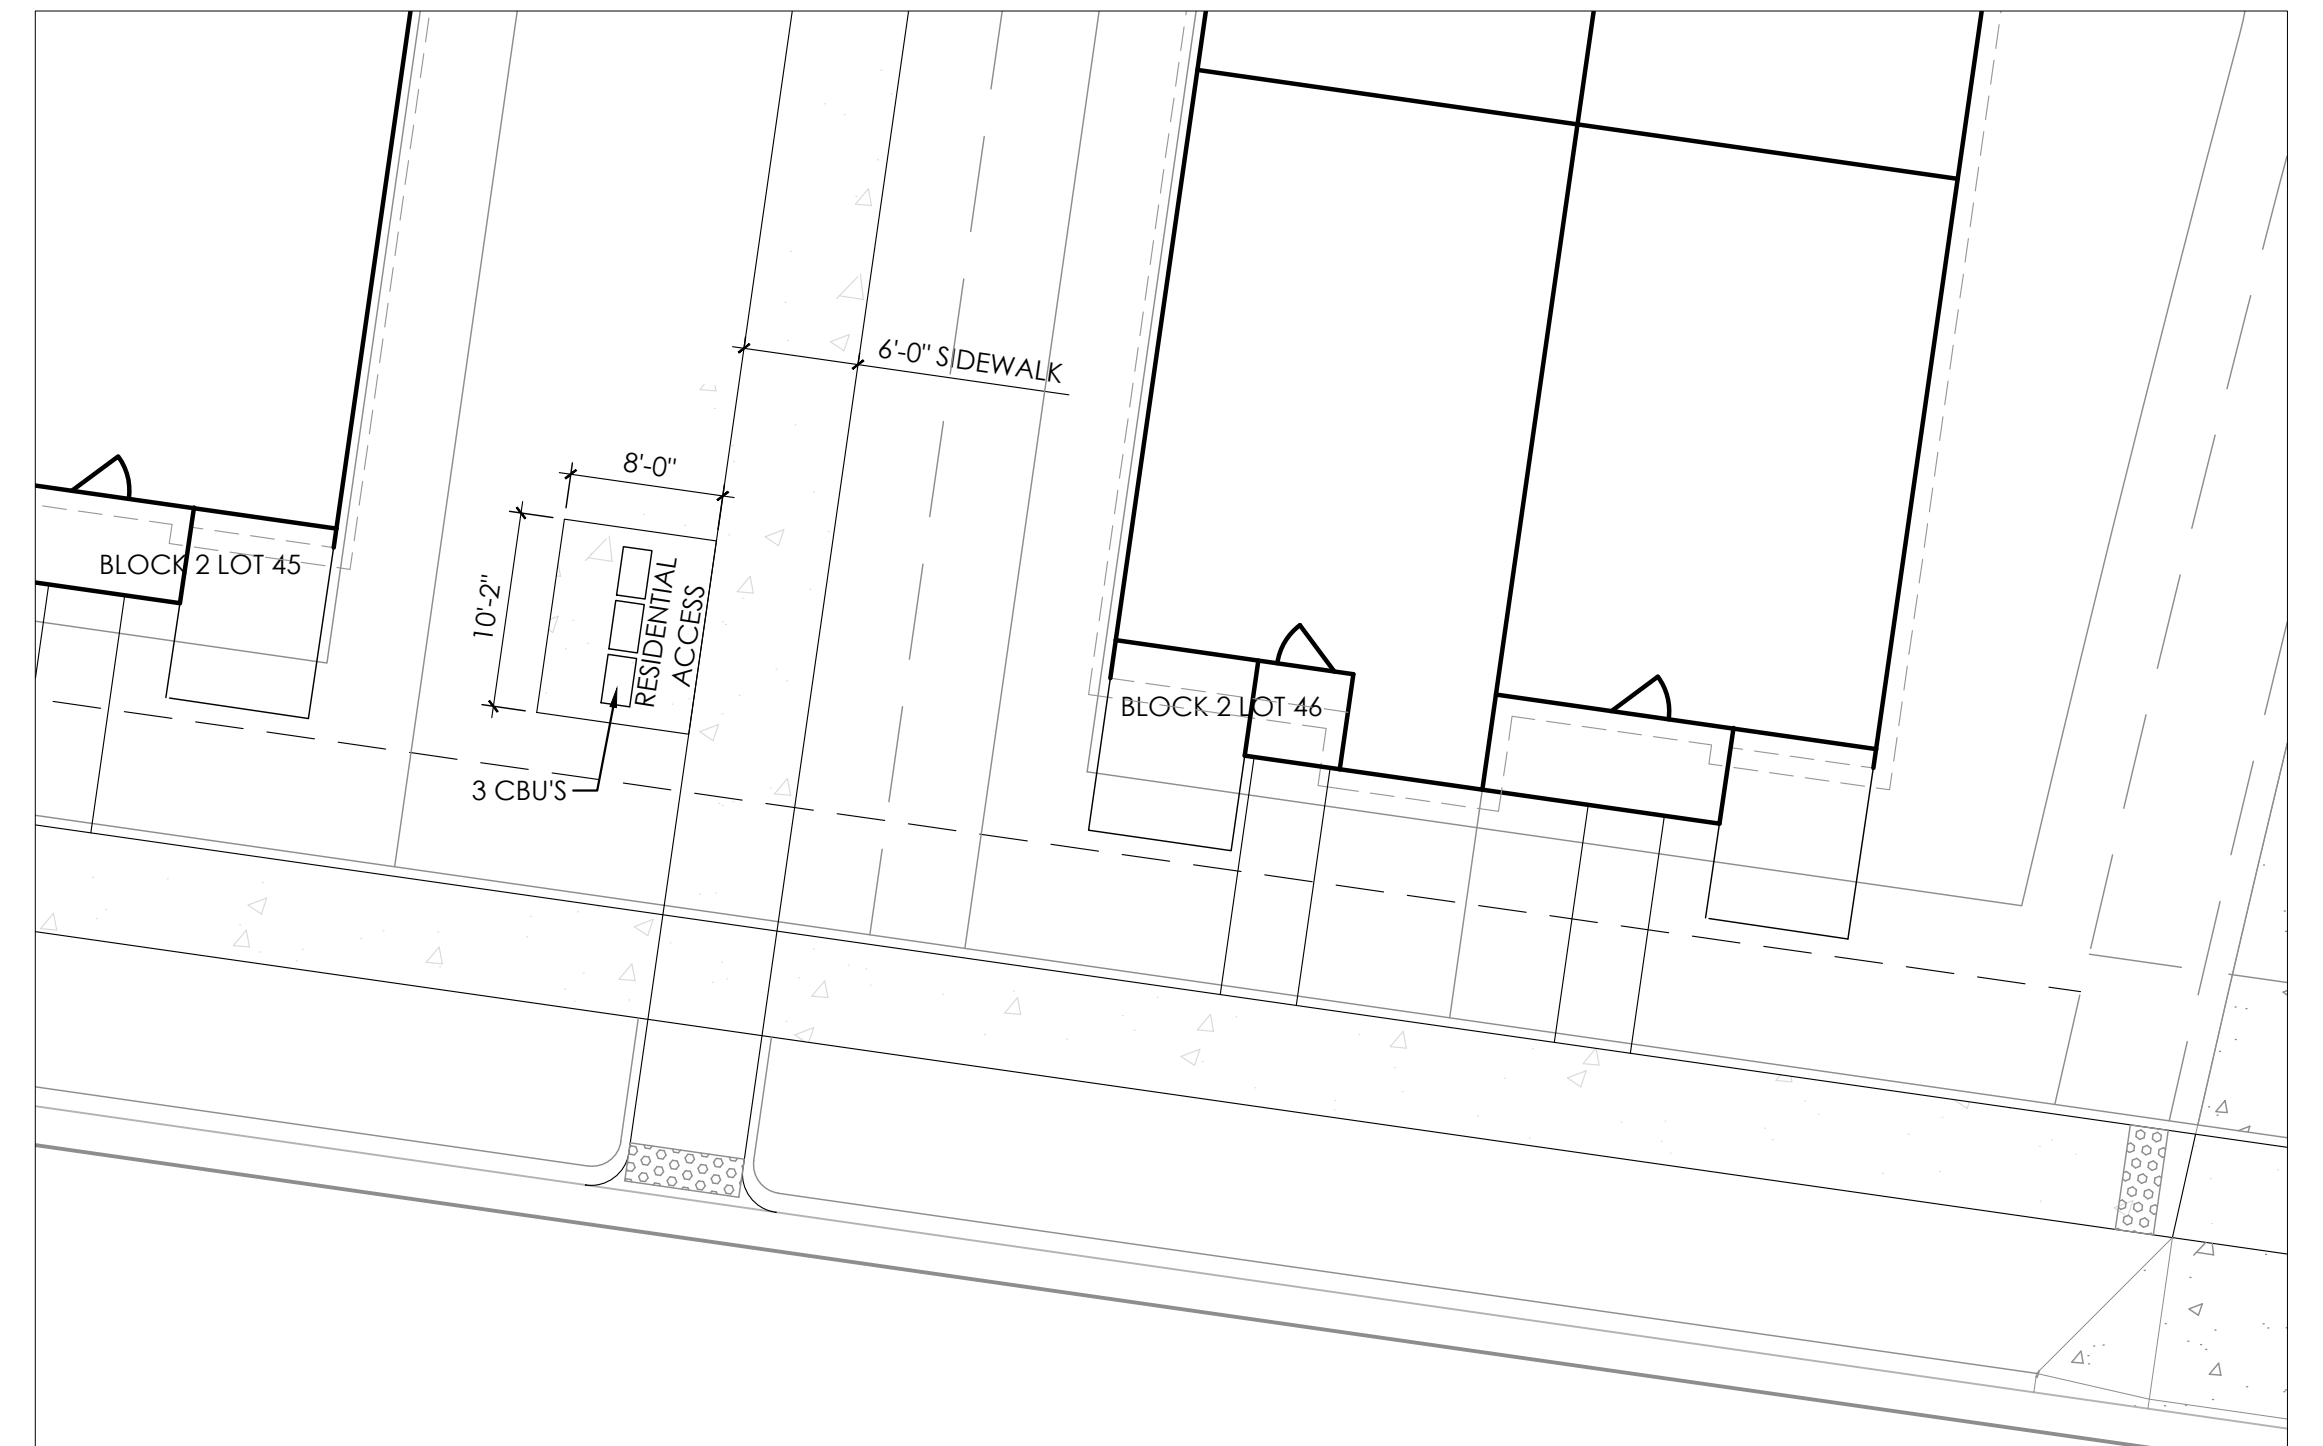 6'-0" SIDEWALK
8'-0"
10'-2"
RESIDENTIAL
ACCESS
BLOCK 2 LOT 45
BLOCK 2 LOT 46
3 CBU'S